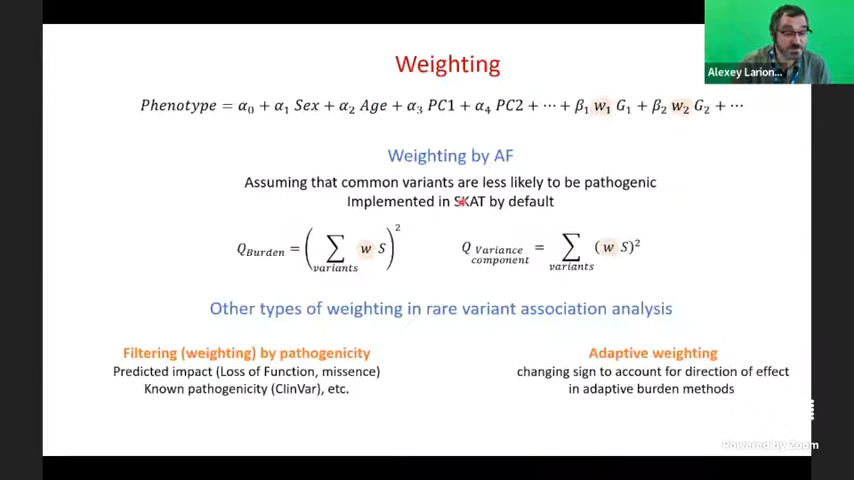 Weighting
Alexey Larion...
Phenotype = α₀ + α₁ Sex + α₂ Age + α₃ PC1 + α₄ PC2 + ⋯ + β₁ w₁ G₁ + β₂ w₂ G₂ + ⋯
Weighting by AF
Assuming that common variants are less likely to be pathogenic
Implemented in SKAT by default
Q_Burden = (∑_variants w S)²
Q_Variance component = ∑_variants (w S)²
Other types of weighting in rare variant association analysis
Filtering (weighting) by pathogenicity
Predicted impact (Loss of Function, missence)
Known pathogenicity (ClinVar), etc.
Adaptive weighting
changing sign to account for direction of effect
in adaptive burden methods
Powered by Zoom